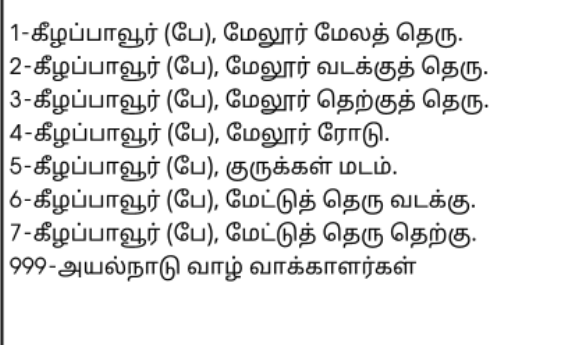 1-கீழப்பாவூர் (பே), மேலூர் மேலத் தெரு.
2-கீழப்பாவூர் (பே), மேலூர் வடக்குத் தெரு.
3-கீழப்பாவூர் (பே), மேலூர் தெற்குத் தெரு.
4-கீழப்பாவூர் (பே), மேலூர் ரோடு.
5-கீழப்பாவூர் (பே), குருக்கள் மடம்.
6-கீழப்பாவூர் (பே), மேட்டுத் தெரு வடக்கு.
7-கீழப்பாவூர் (பே), மேட்டுத் தெரு தெற்கு.
999-அயல்நாடு வாழ் வாக்காளர்கள்